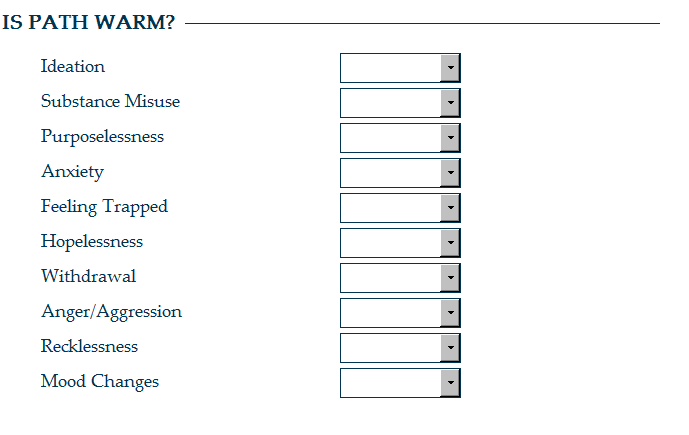 IS PATH WARM?
Ideation
Substance Misuse
Purposelessness
Anxiety
Feeling Trapped
Hopelessness
Withdrawal
Anger/Aggression
Recklessness
Mood Changes